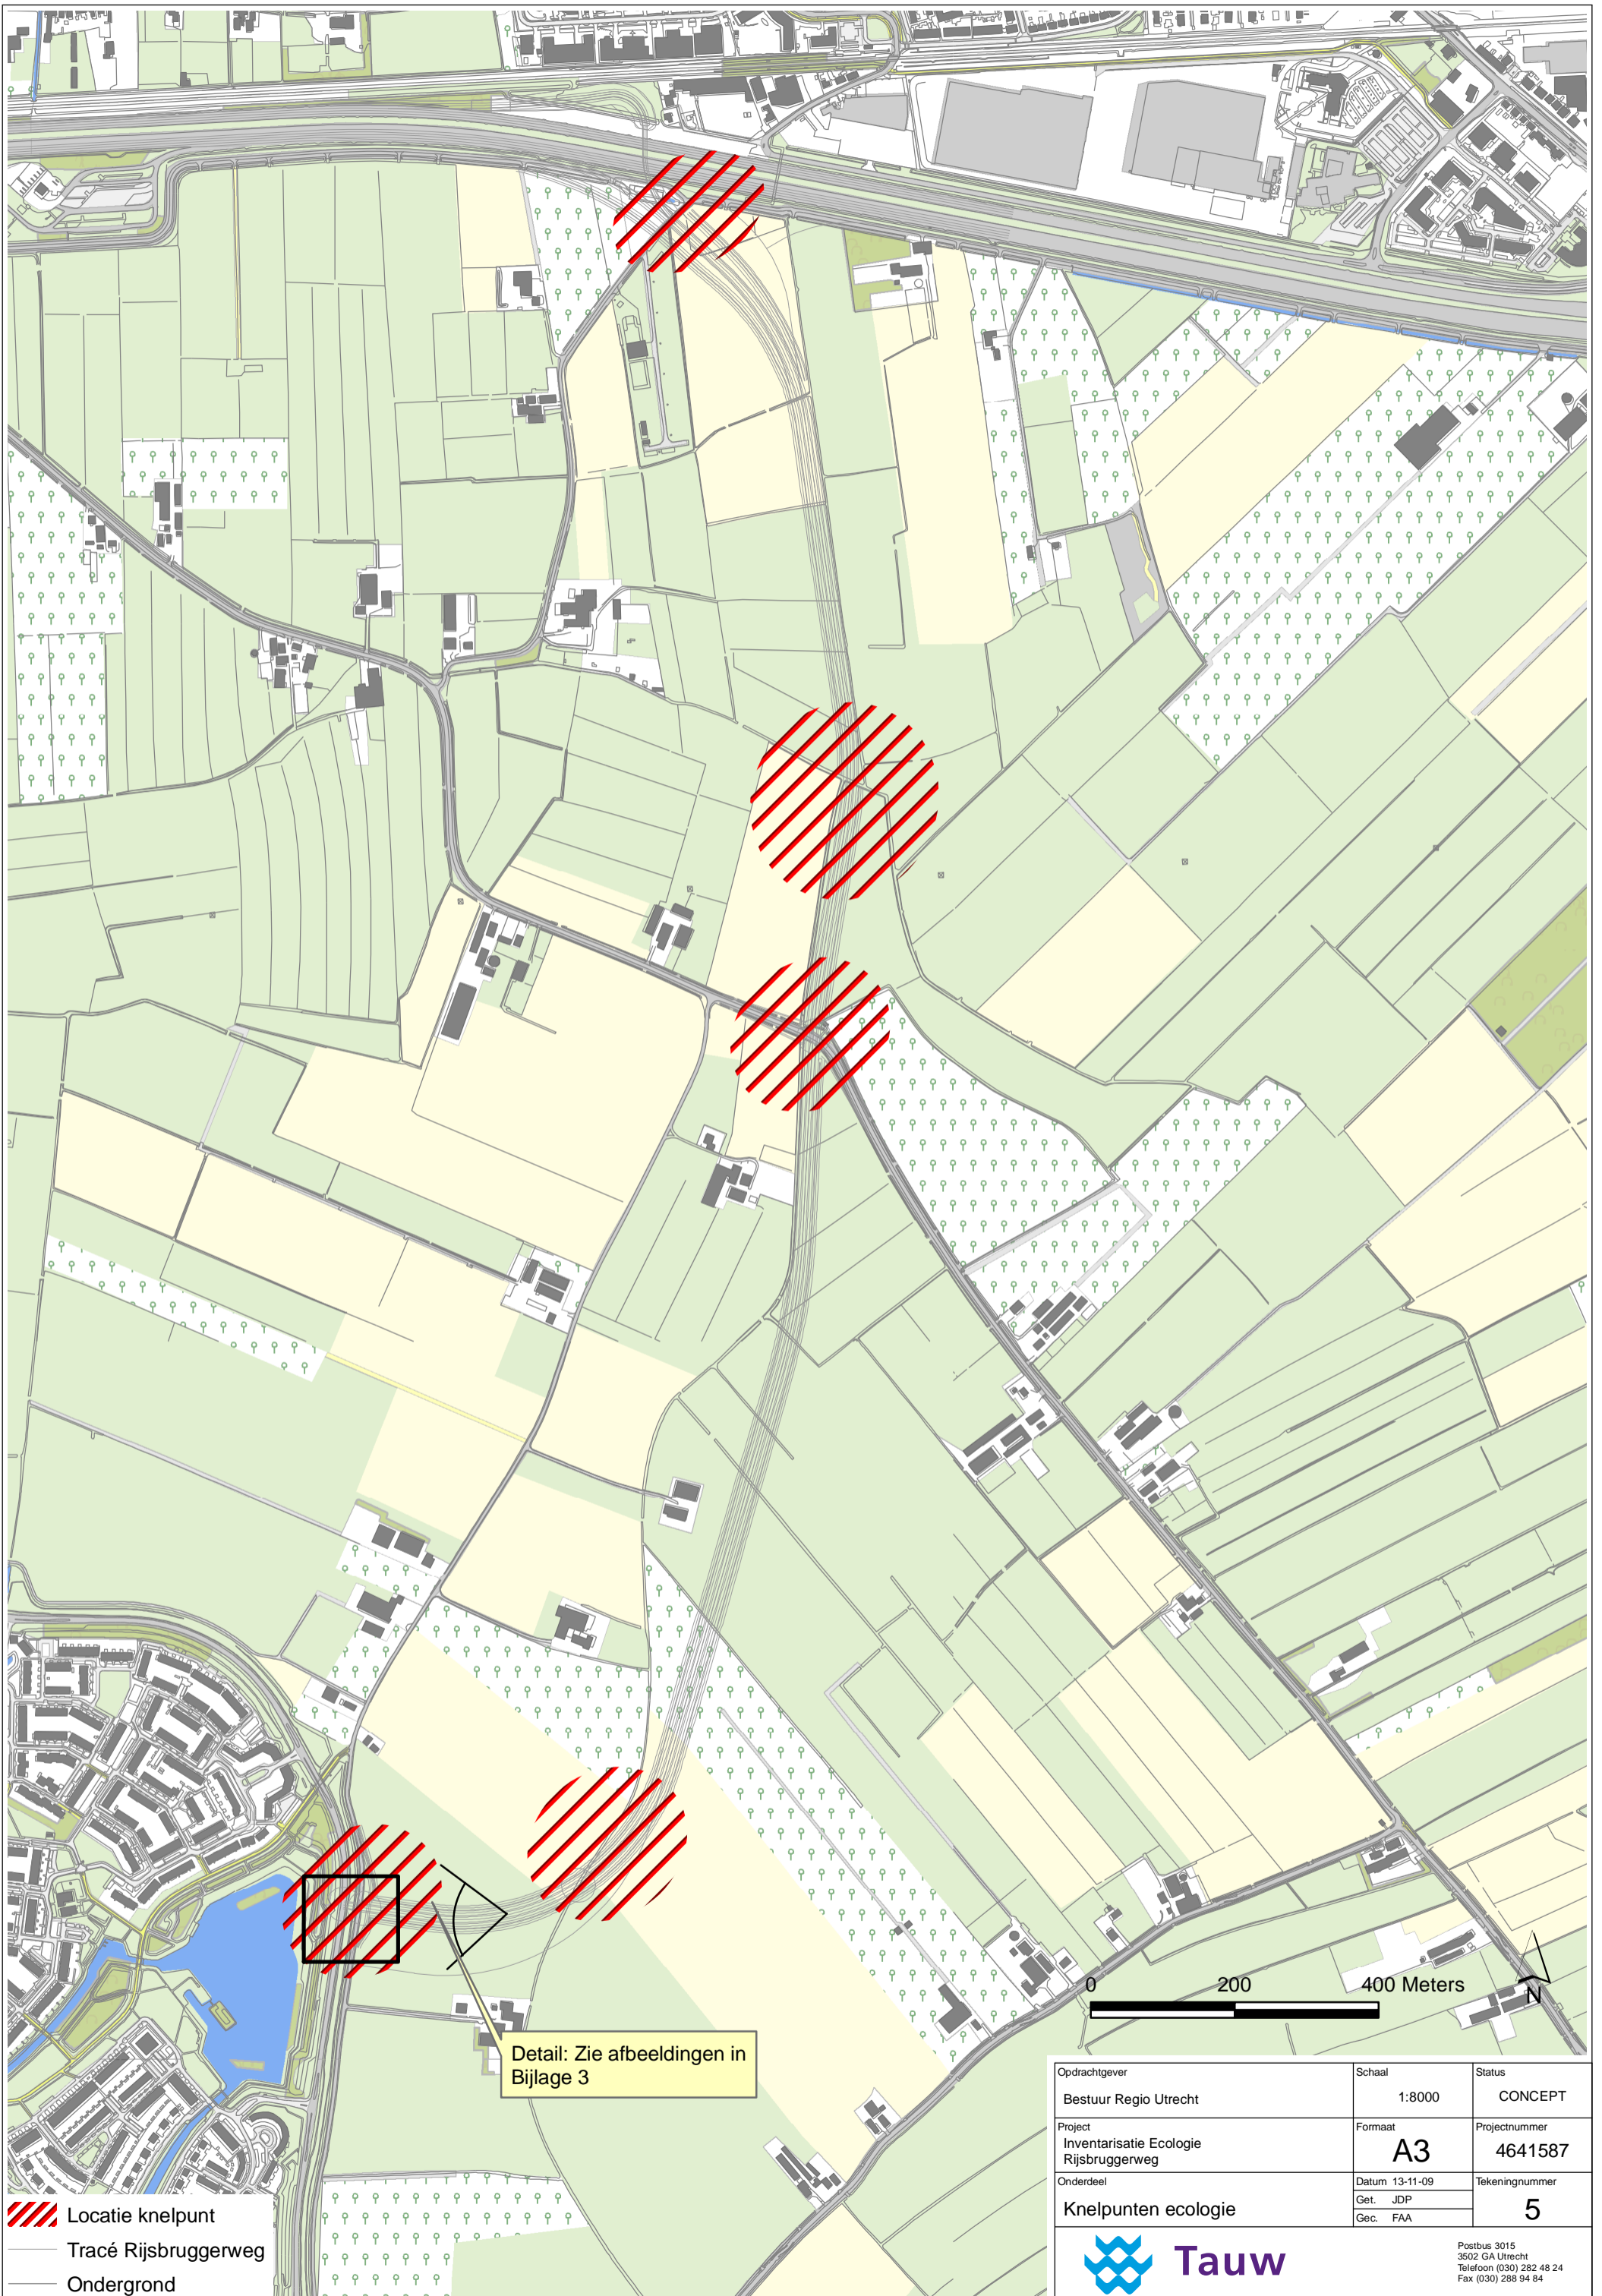 Detail: Zie afbeeldingen in
Bijlage 3
0 200 400 Meters
N
Locatie knelpunt
Tracé Rijsbruggerweg
Ondergrond
Opdrachtgever
Bestuur Regio Utrecht
Schaal
1:8000
Status
CONCEPT
Project
Inventarisatie Ecologie
Rijsbruggerweg
Formaat
A3
Projectnummer
4641587
Onderdeel
Knelpunten ecologie
Datum 13-11-09
Get. JDP
Gec. FAA
Tekeningnummer
5
Tauw
Postbus 3015
3502 GA Utrecht
Telefoon (030) 282 48 24
Fax (030) 288 94 84